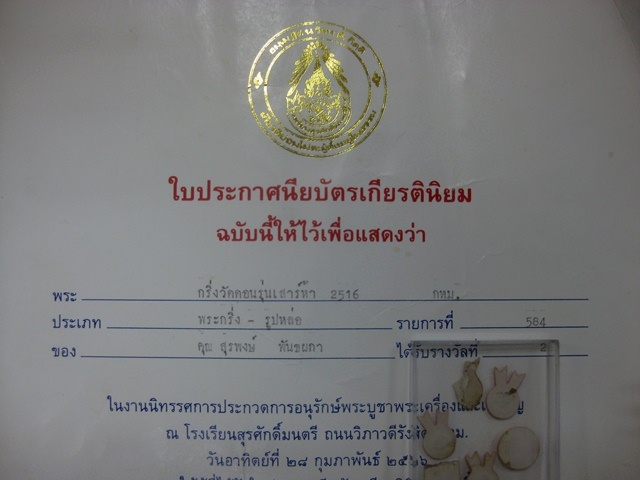 ใบประกาศนียบัตรเกียรตินิยม
ฉบับนี้ให้ไว้เพื่อแสดงว่า
พระ กริ่งวัดดอนรุ่นเสาร์ห้า 2516 กทม.
ประเภท พระกริ่ง - รูปหล่อ รายการที่ 584
ของ คุณ สุรพงษ์ ได้รับรางวัลที่ 2
ในงานนิทรรศการประกวดการอนุรักษ์พระบูชาพระเครื่อง
ณ โรงเรียนสุรศักดิ์มนตรี ถนนวิภาวดีรังสิต กทม.
วันอาทิตย์ที่ ๒๘ กุมภาพันธ์